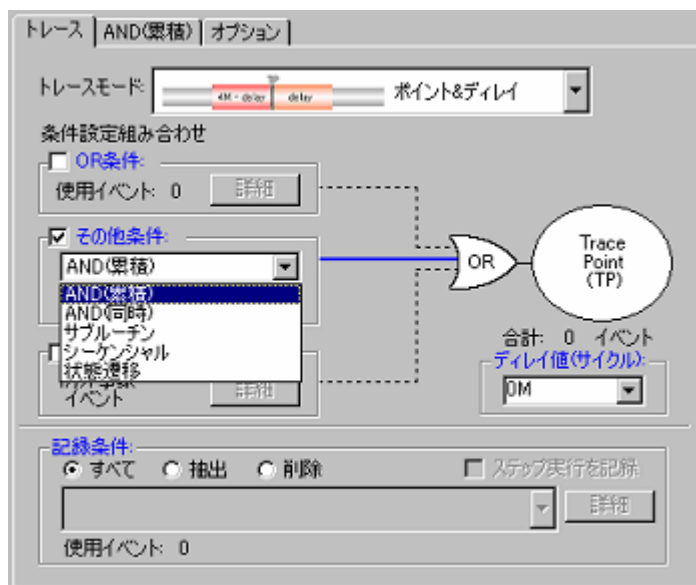 トレース AND(累積) オプション
トレースモード: 4M - delay TP delay ポイント&ディレイ
条件設定組み合わせ
OR条件:
使用イベント: 0 詳細
その他条件:
AND(累積)
AND(累積)
AND(同時)
サブルーチン
シーケンシャル
状態遷移
イベント 詳細
OR
Trace
Point
(TP)
合計: 0 イベント
ディレイ値(サイクル):
0M
記録条件:
すべて 抽出 削除 ステップ実行を記録
詳細
使用イベント: 0